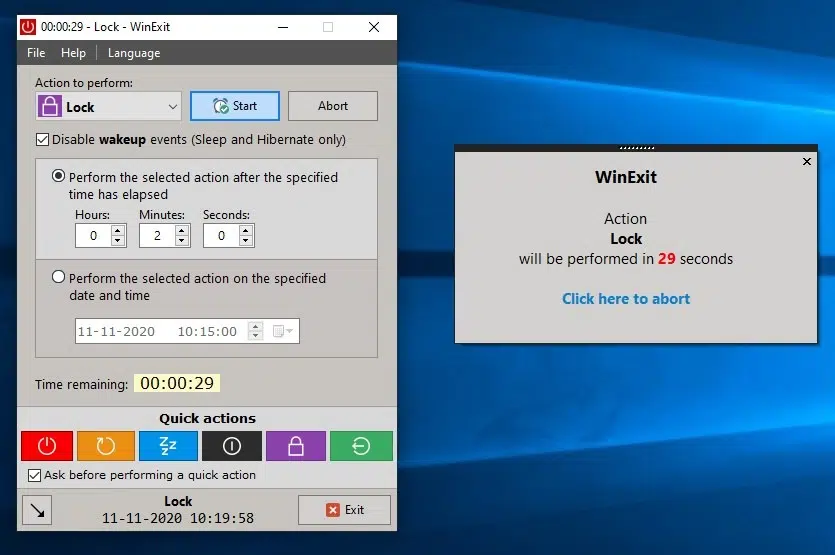 00:00:29 - Lock - WinExit
File Help Language
Action to perform:
Lock Start Abort
Disable wakeup events (Sleep and Hibernate only)
Perform the selected action after the specified
time has elapsed
Hours: Minutes: Seconds:
0 2 0
Perform the selected action on the specified
date and time
11-11-2020 10:15:00
Time remaining: 00:00:29
Quick actions
Zzz
Ask before performing a quick action
Lock
11-11-2020 10:19:58
Exit
WinExit
Action
Lock
will be performed in 29 seconds
Click here to abort